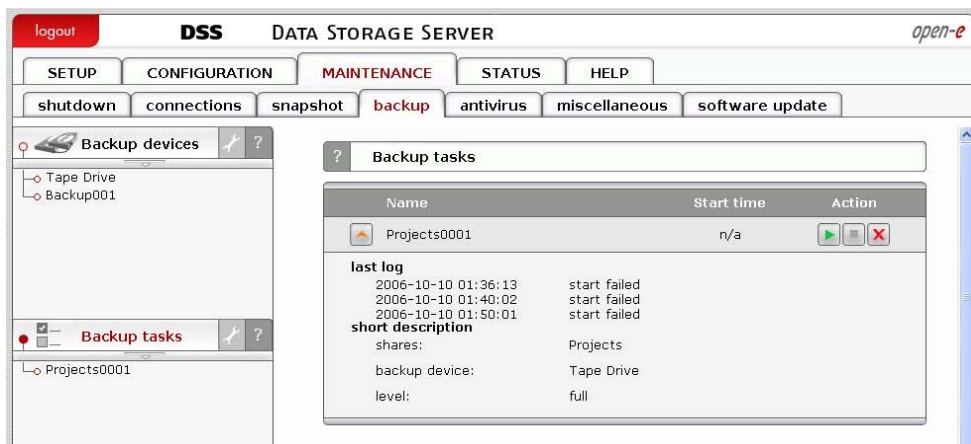 logout DSS DATA STORAGE SERVER open-e
SETUP CONFIGURATION MAINTENANCE STATUS HELP
shutdown connections snapshot backup antivirus miscellaneous software update
Backup devices ?
Tape Drive
Backup001
Backup tasks ?
Projects0001
? Backup tasks
Name Start time Action
Projects0001 n/a
last log
2006-10-10 01:36:13 start failed
2006-10-10 01:40:02 start failed
2006-10-10 01:50:01 start failed
short description
shares: Projects
backup device: Tape Drive
level: full